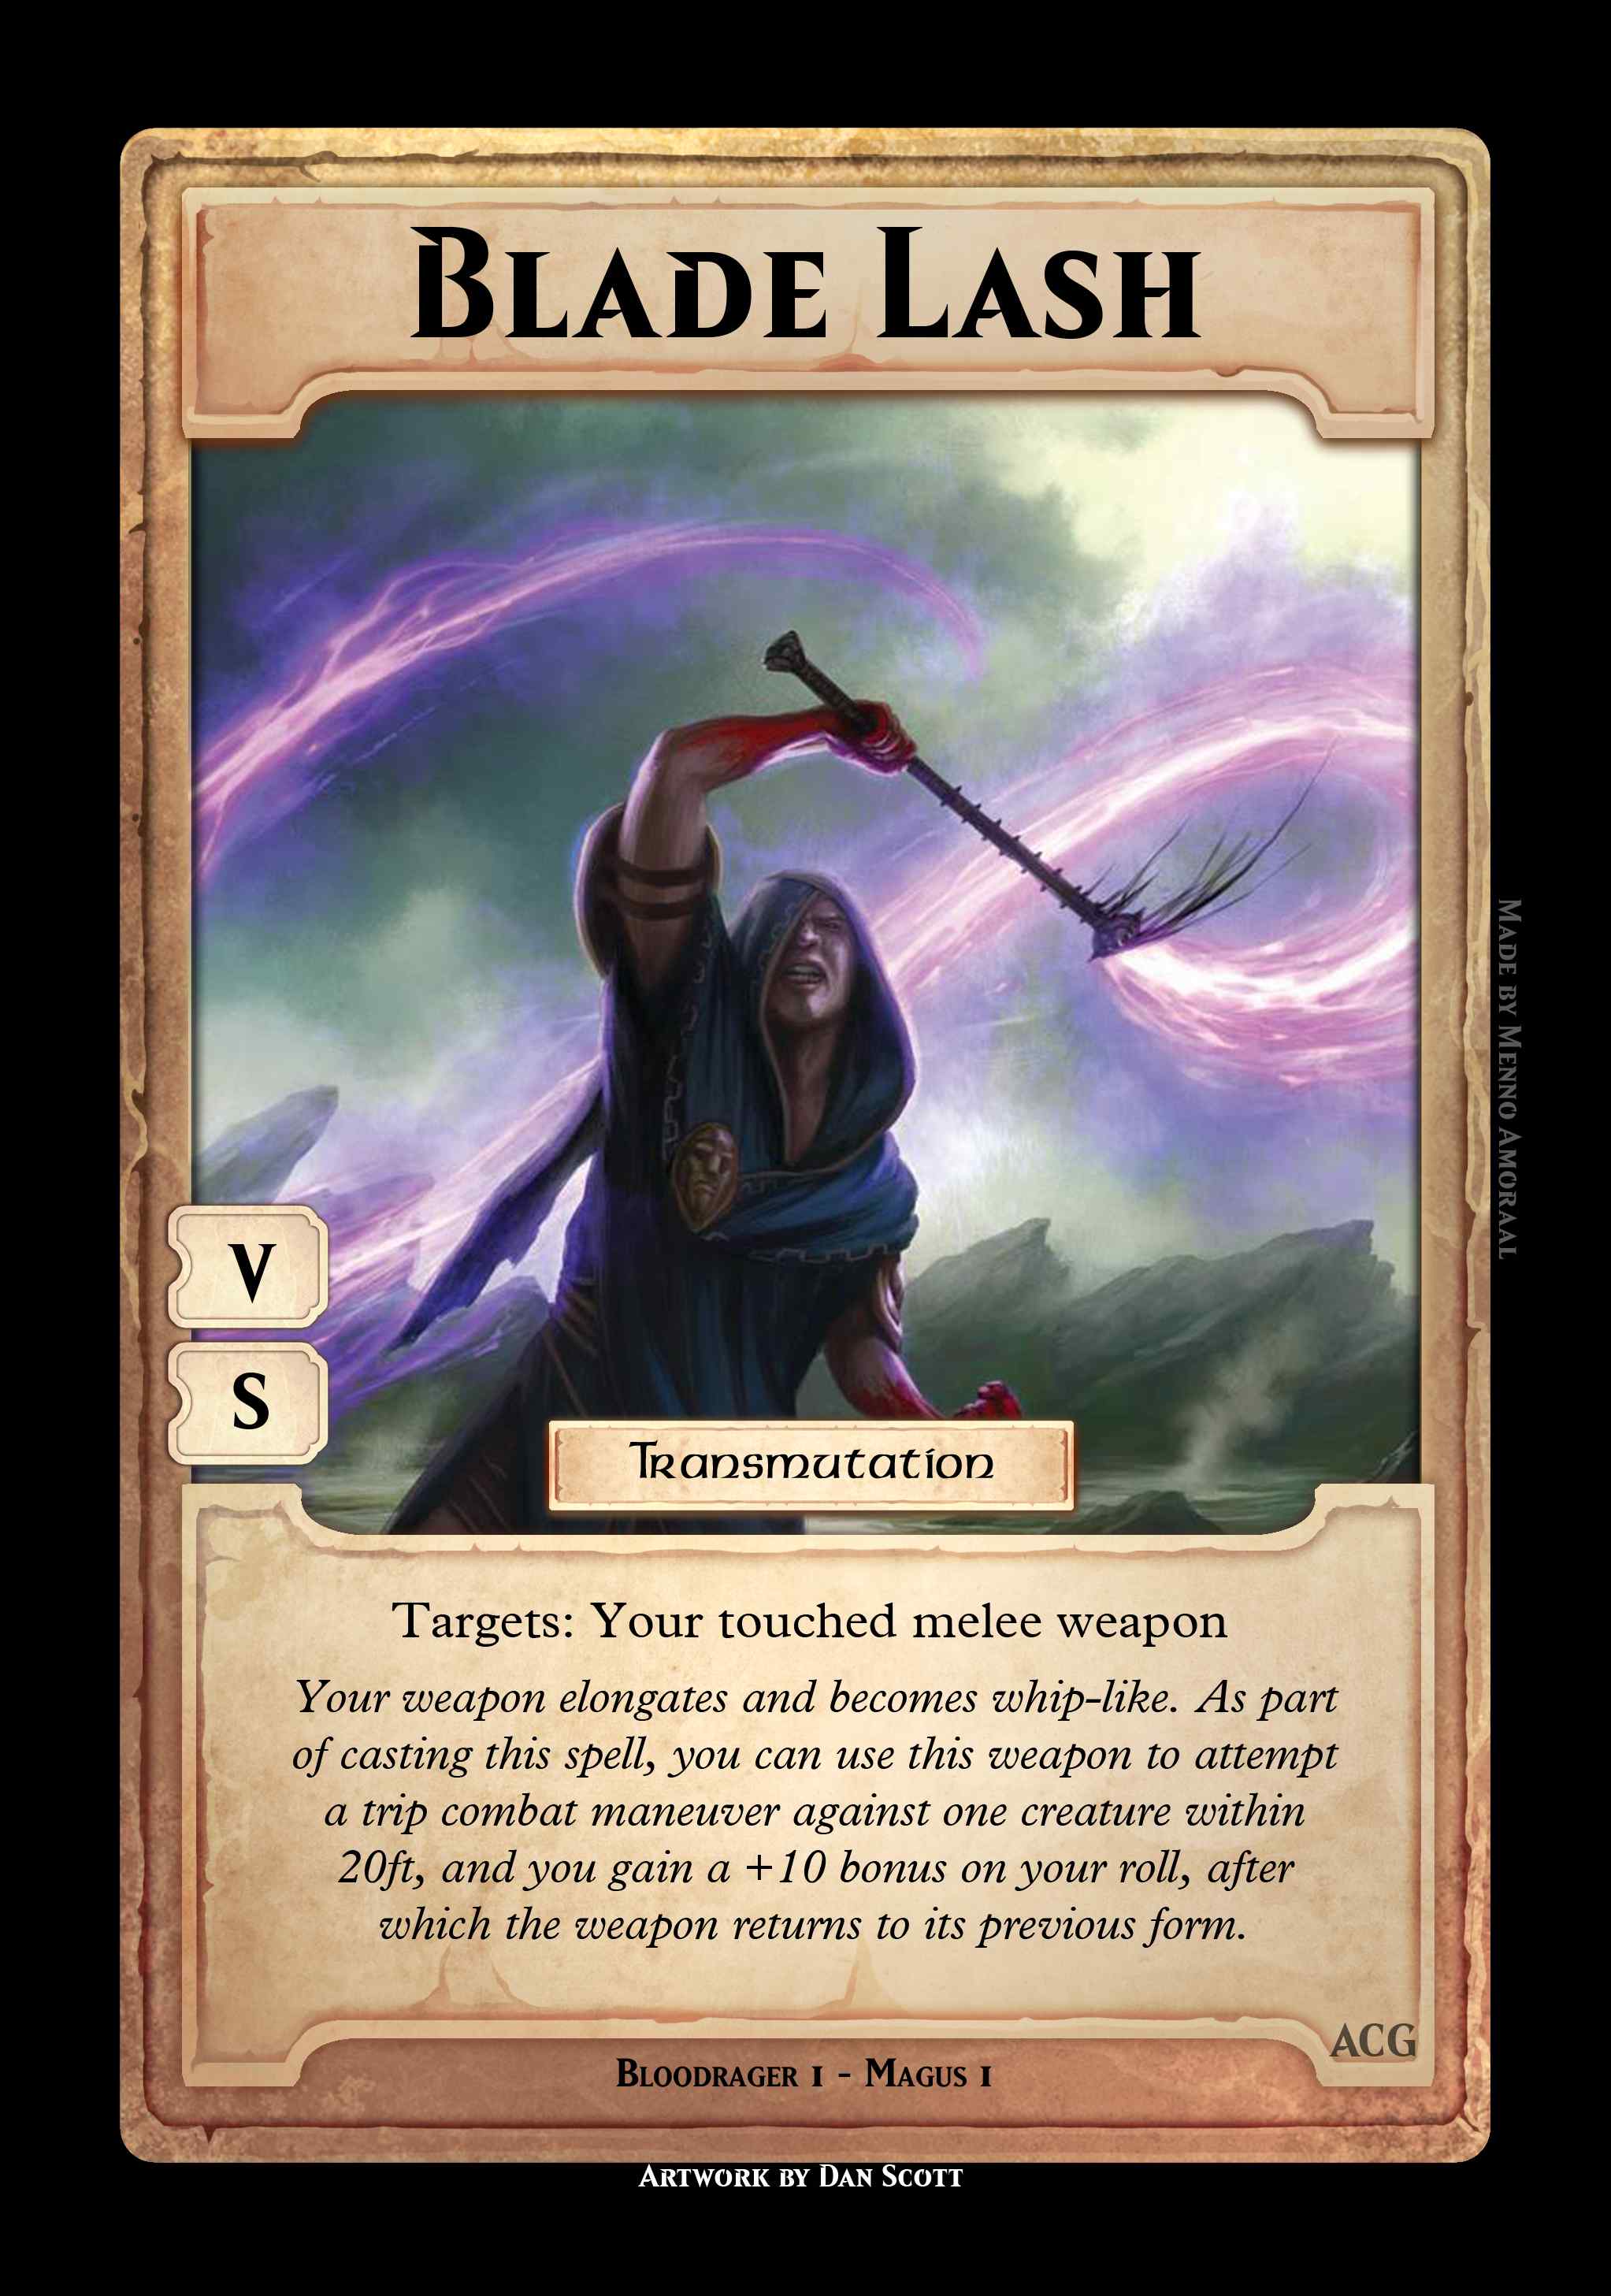 Blade Lash
Made by Menno Amoraal
V
S
Transmutation
Targets: Your touched melee weapon
Your weapon elongates and becomes whip-like. As part
of casting this spell, you can use this weapon to attempt
a trip combat maneuver against one creature within
20ft, and you gain a +10 bonus on your roll, after
which the weapon returns to its previous form.
ACG
Bloodrager 1 - Magus 1
Artwork by Dan Scott